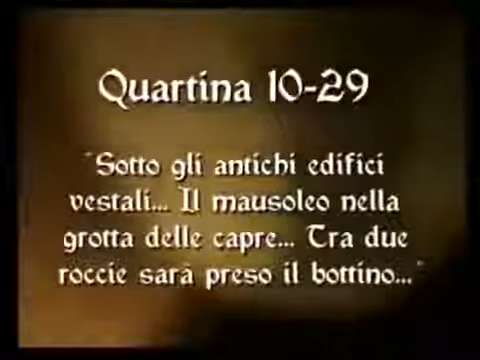 Quartina 10-29
"Sotto gli antichi edifici
vestali... Il mausoleo nella
grotta delle capre... Tra due
roccie sarà preso il bottino..."